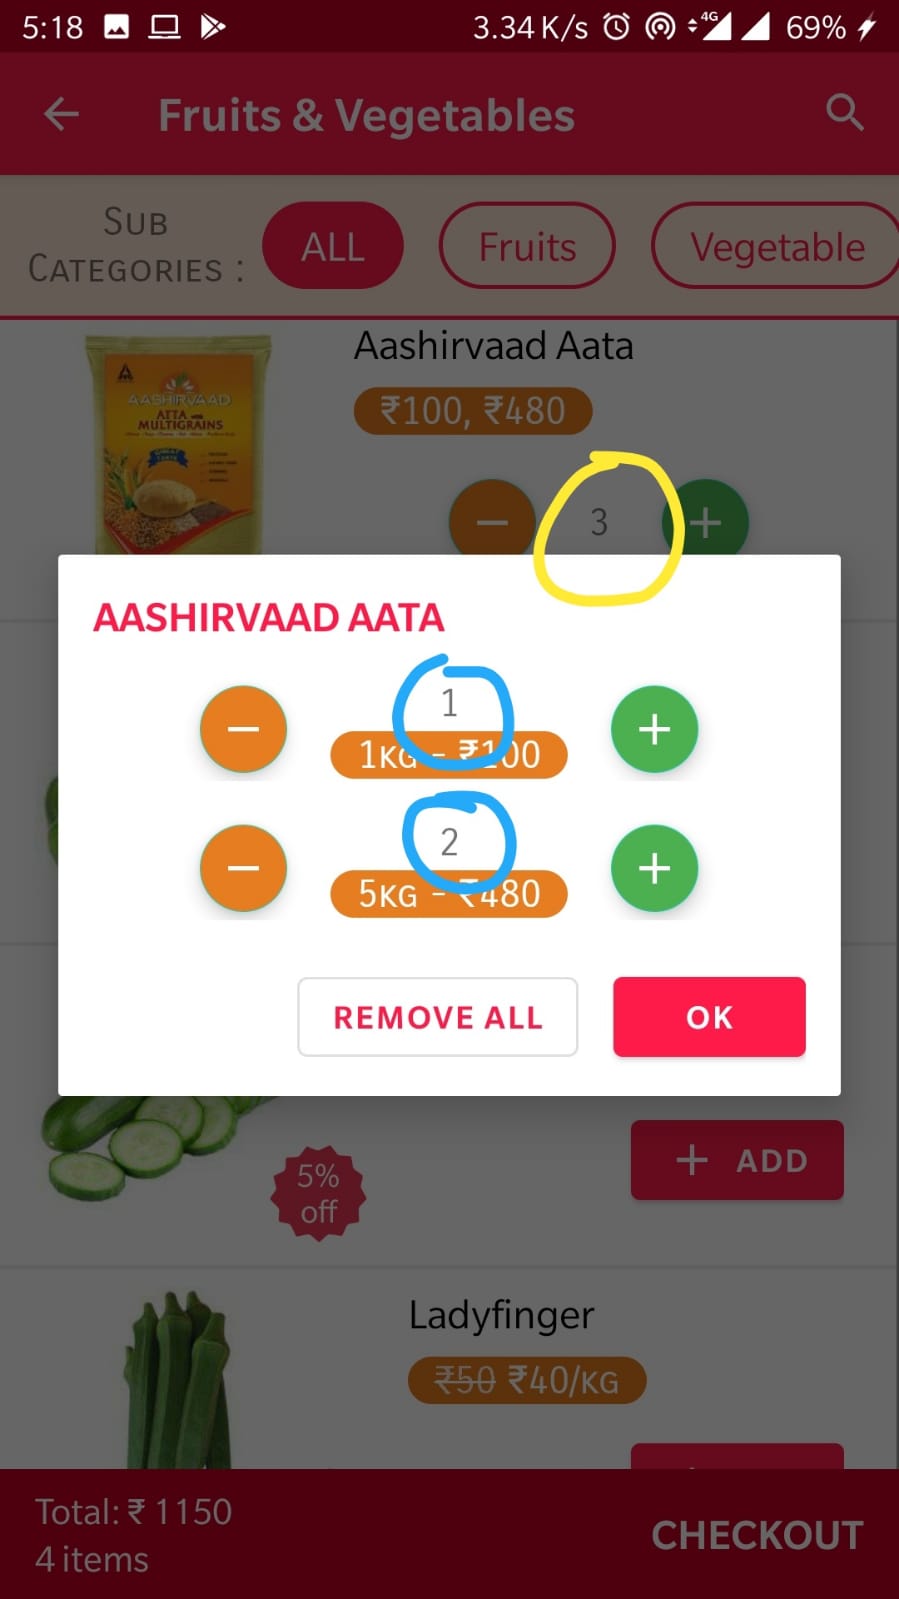 5:18 3.34 K/s 4G 69%
Fruits & Vegetables
SUB CATEGORIES :
ALL
Fruits
Vegetable
Aashirvaad Aata
₹100, ₹480
AASHIRVAAD
ATTA
MULTIGRAINS
− 3 +
AASHIRVAAD AATA
− 1 +
1KG - ₹100
− 2 +
5KG - ₹480
REMOVE ALL
OK
+ ADD
5%
off
Ladyfinger
₹50 ₹40/KG
Total: ₹ 1150
4 items
CHECKOUT